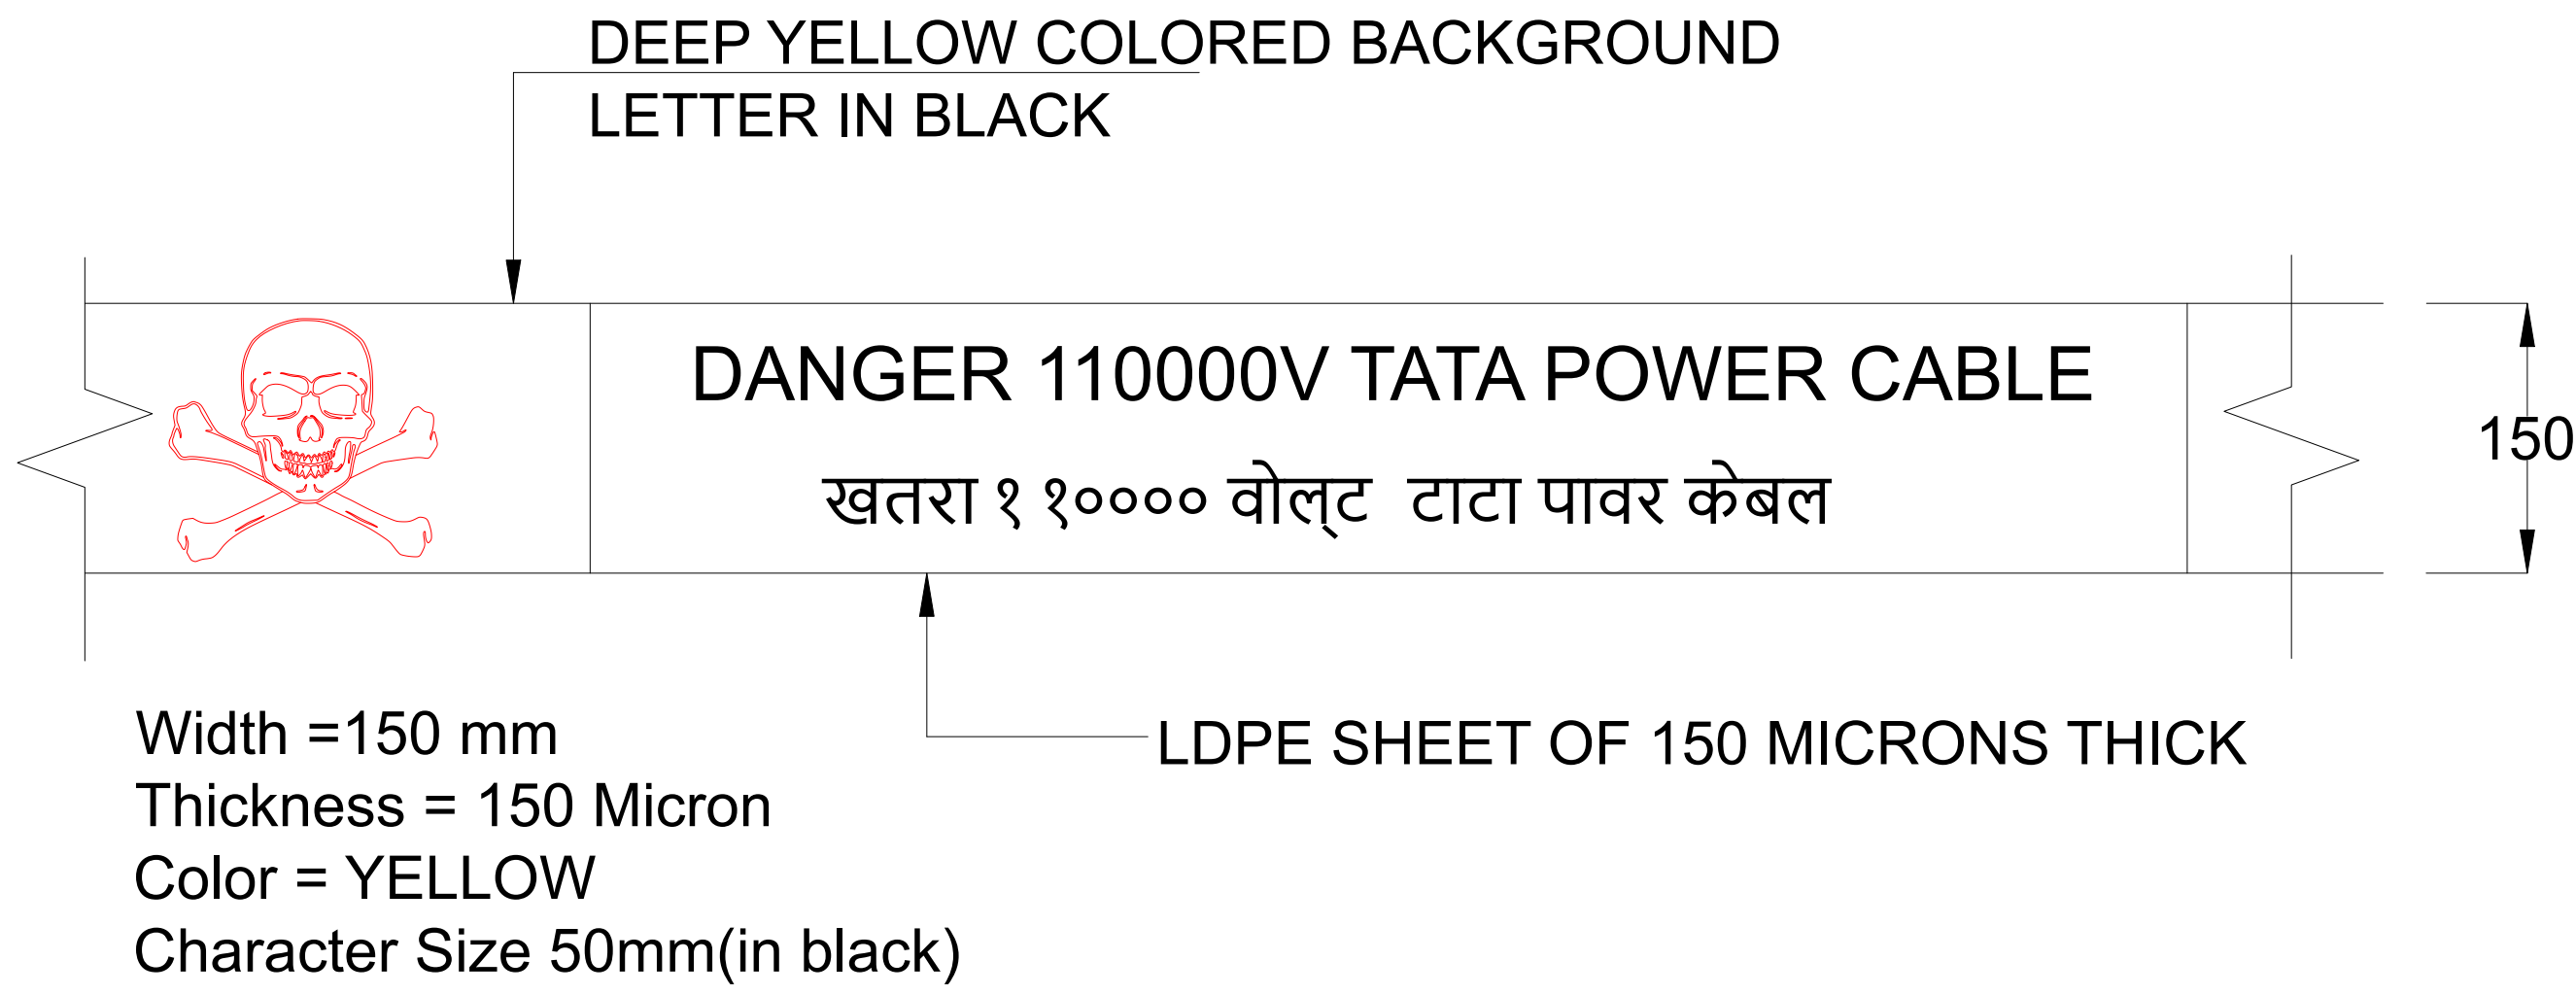 DEEP YELLOW COLORED BACKGROUND
LETTER IN BLACK
DANGER 110000V TATA POWER CABLE
खतरा १ १०००० वोल्‌ट  टाटा पावर केबल
150
Width =150 mm
Thickness = 150 Micron
Color = YELLOW
Character Size 50mm(in black)
LDPE SHEET OF 150 MICRONS THICK